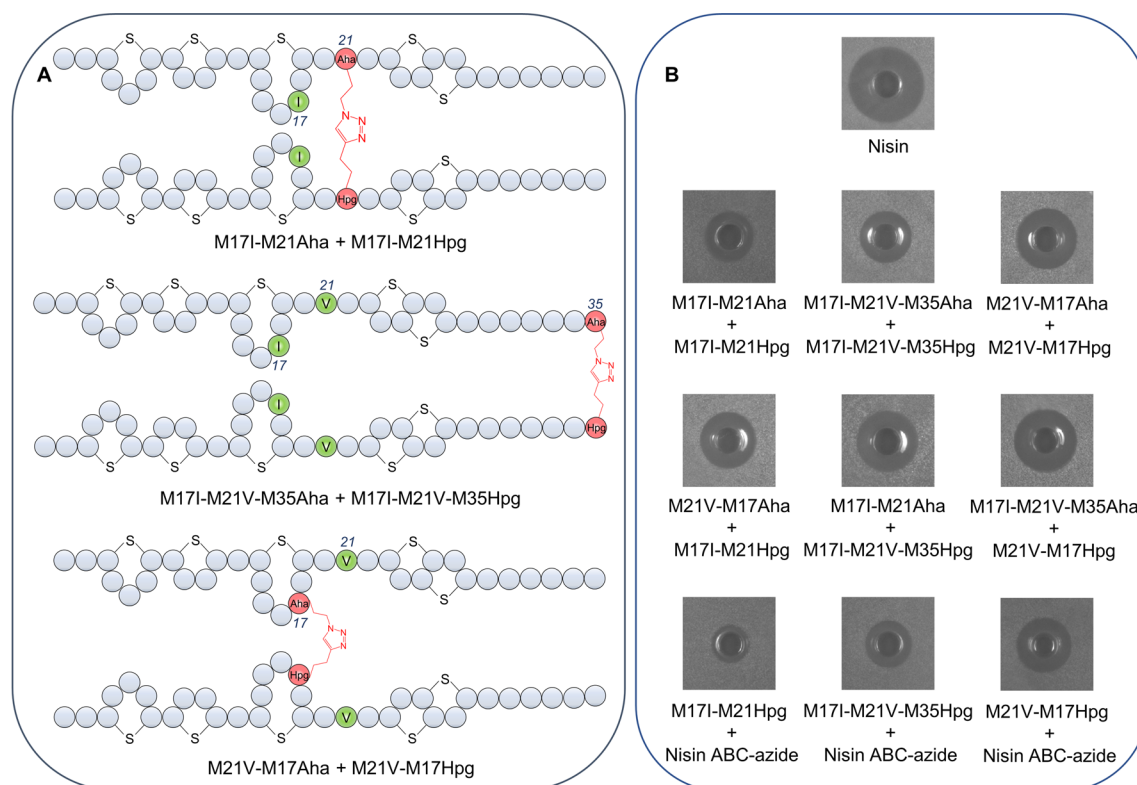 A
S
S
S
21
Aha
S
I
17
S
N
N
N
I
S
S
S
S
Hpg
S
M17I-M21Aha + M17I-M21Hpg
S
S
S
21
V
S
35
Aha
I
17
S
N
N
N
I
S
S
S
S
V
Hpg
S
M17I-M21V-M35Aha + M17I-M21V-M35Hpg
S
S
S
21
V
S
Aha
17
S
N
N
N
Hpg
S
S
S
S
V
M21V-M17Aha + M21V-M17Hpg
B
Nisin
M17I-M21Aha
+
M17I-M21Hpg
M17I-M21V-M35Aha
+
M17I-M21V-M35Hpg
M21V-M17Aha
+
M21V-M17Hpg
M21V-M17Aha
+
M17I-M21Hpg
M17I-M21Aha
+
M17I-M21V-M35Hpg
M17I-M21V-M35Aha
+
M21V-M17Hpg
M17I-M21Hpg
+
Nisin ABC-azide
M17I-M21V-M35Hpg
+
Nisin ABC-azide
M21V-M17Hpg
+
Nisin ABC-azide